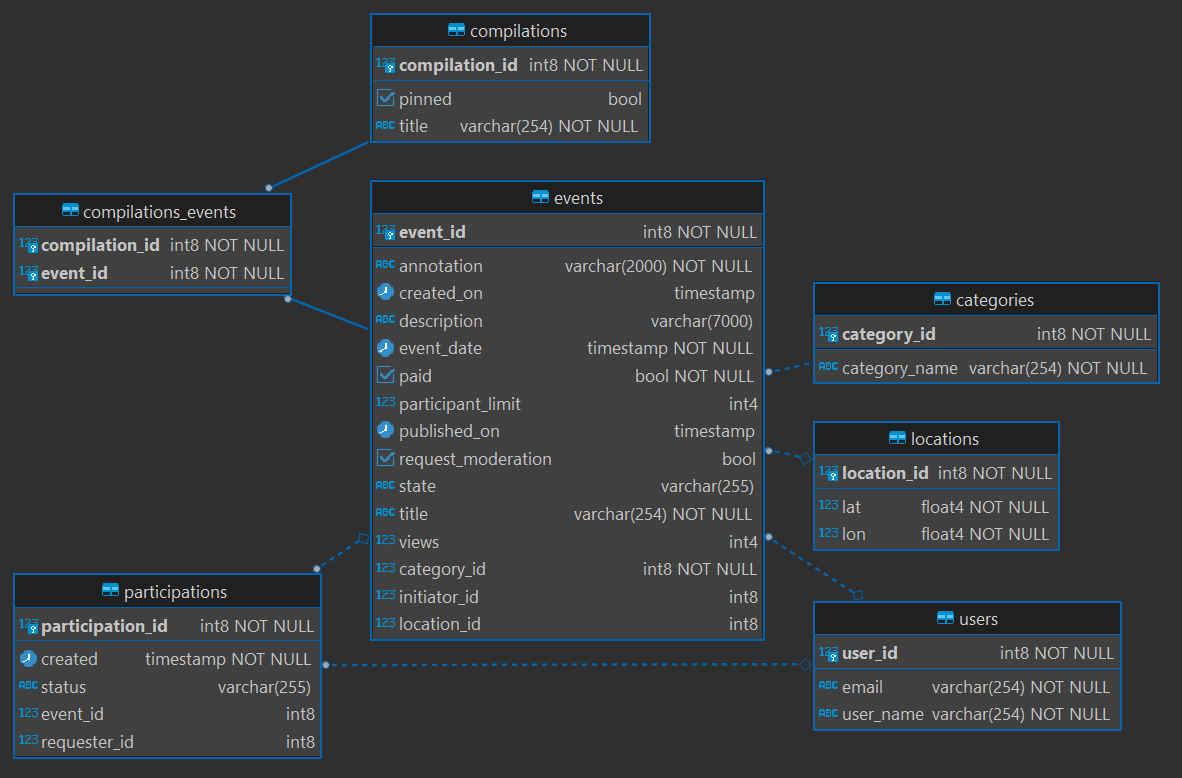 compilations
123 compilation_id int8 NOT NULL
pinned bool
ABC title varchar(254) NOT NULL
compilations_events
123 compilation_id int8 NOT NULL
123 event_id int8 NOT NULL
events
123 event_id int8 NOT NULL
ABC annotation varchar(2000) NOT NULL
created_on timestamp
ABC description varchar(7000)
event_date timestamp NOT NULL
paid bool NOT NULL
123 participant_limit int4
published_on timestamp
request_moderation bool
ABC state varchar(255)
ABC title varchar(254) NOT NULL
123 views int4
123 category_id int8 NOT NULL
123 initiator_id int8
123 location_id int8
categories
123 category_id int8 NOT NULL
ABC category_name varchar(254) NOT NULL
locations
123 location_id int8 NOT NULL
123 lat float4 NOT NULL
123 lon float4 NOT NULL
participations
123 participation_id int8 NOT NULL
created timestamp NOT NULL
ABC status varchar(255)
123 event_id int8
123 requester_id int8
users
123 user_id int8 NOT NULL
ABC email varchar(254) NOT NULL
ABC user_name varchar(254) NOT NULL